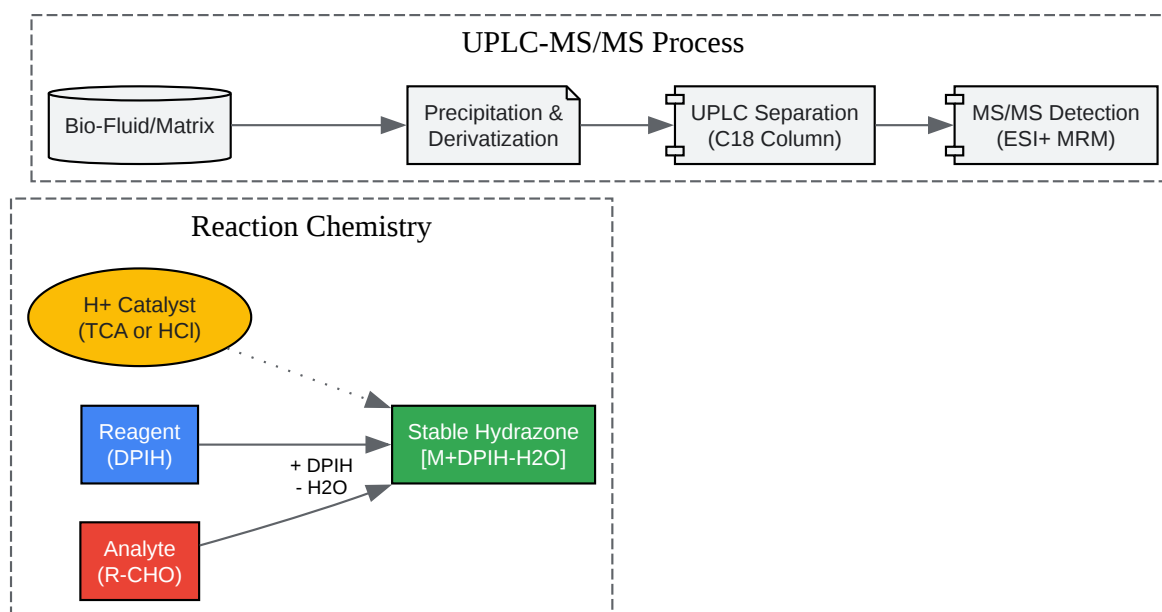 UPLC-MS/MS Process
Bio-Fluid/Matrix
Precipitation &
Derivatization
UPLC Separation
(C18 Column)
MS/MS Detection
(ESI+ MRM)
Reaction Chemistry
H+ Catalyst
(TCA or HCl)
Reagent
(DPIH)
+ DPIH
- H2O
Stable Hydrazone
[M+DPIH-H2O]
Analyte
(R-CHO)